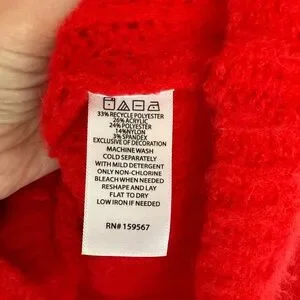 33% RECYCLE POLYESTER
26% ACRYLIC
24% POLYESTER
14%NYLON
3% SPANDEX
EXCLUSIVE OF DECORATION
MACHINE WASH
COLD SEPARATELY
WITH MILD DETERGENT
ONLY NON-CHLORINE
BLEACH WHEN NEEDED
RESHAPE AND LAY
FLAT TO DRY
LOW IRON IF NEEDED
RN# 159567